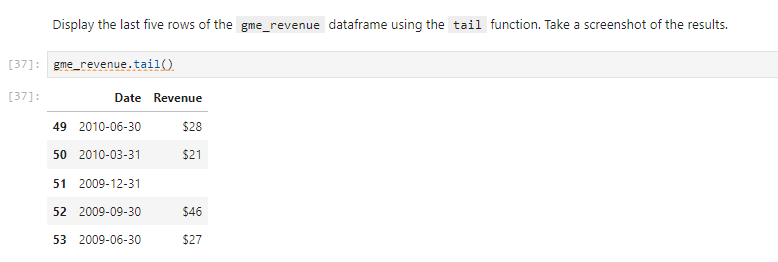 Display the last five rows of the gme_revenue dataframe using the tail function. Take a screenshot of the results.
[37]: gme_revenue.tail()
[37]: Date Revenue
49 2010-06-30 $28
50 2010-03-31 $21
51 2009-12-31
52 2009-09-30 $46
53 2009-06-30 $27